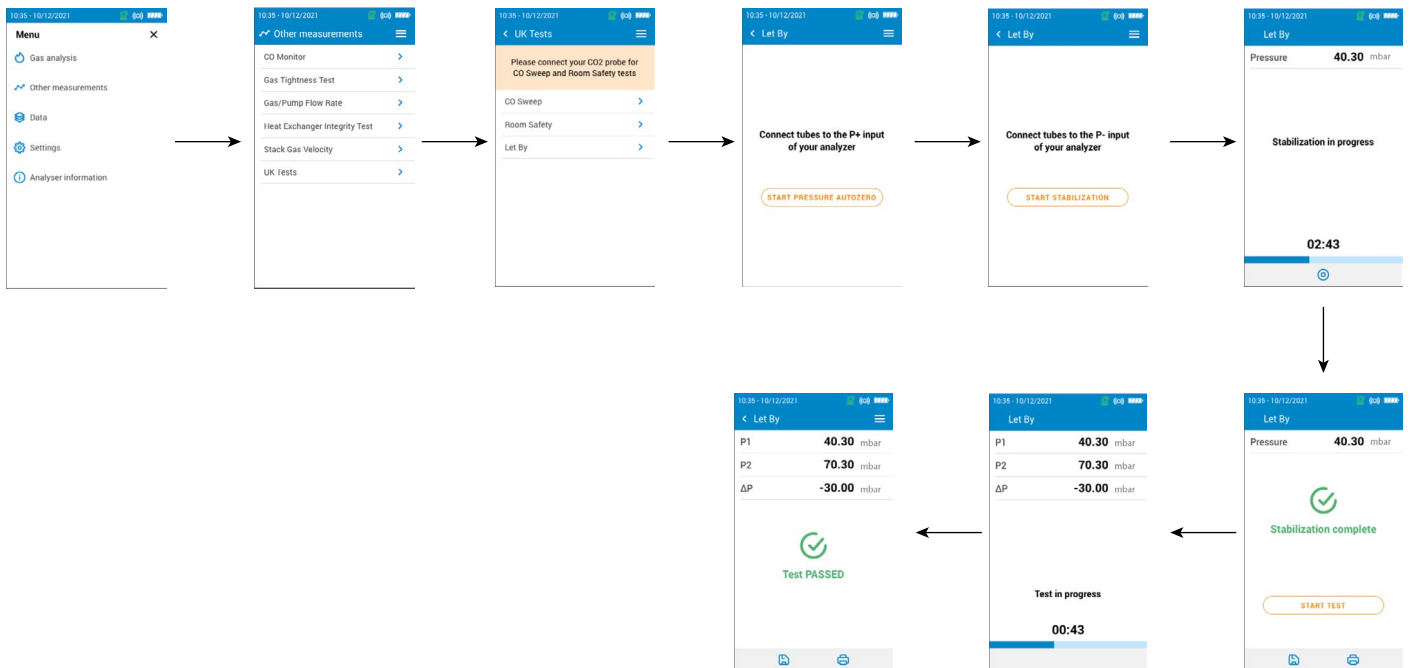 10:35 - 10/12/2021
Menu
Gas analysis
Other measurements
Data
Settings
Analyser information
10:35 - 10/12/2021
Other measurements
CO Monitor
Gas Tightness Test
Gas/Pump Flow Rate
Heat Exchanger Integrity Test
Stack Gas Velocity
UK Tests
10:35 - 10/12/2021
UK Tests
Please connect your CO2 probe for
CO Sweep and Room Safety tests
CO Sweep
Room Safety
Let By
10:35 - 10/12/2021
Let By
Connect tubes to the P+ input
of your analyzer
START PRESSURE AUTOZERO
10:35 - 10/12/2021
Let By
Connect tubes to the P- input
of your analyzer
START STABILIZATION
10:35 - 10/12/2021
Let By
Pressure 40.30 mbar
Stabilization in progress
02:43
10:35 - 10/12/2021
Let By
P1 40.30 mbar
P2 70.30 mbar
ΔP -30.00 mbar
Test PASSED
10:35 - 10/12/2021
Let By
P1 40.30 mbar
P2 70.30 mbar
ΔP -30.00 mbar
Test in progress
00:43
10:35 - 10/12/2021
Let By
Pressure 40.30 mbar
Stabilization complete
START TEST